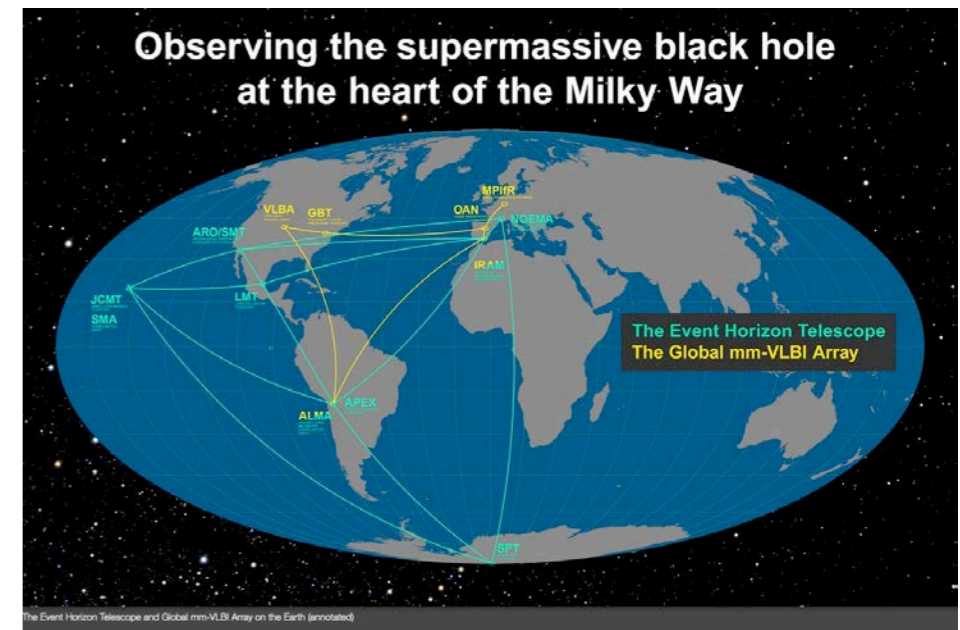 Observing the supermassive black hole
at the heart of the Milky Way
MPIfR
VLBA
GBT
OAN
NOEMA
ARO/SMT
IRAM
JCMT
LMT
SMA
The Event Horizon Telescope
The Global mm-VLBI Array
ALMA
APEX
SPT
The Event Horizon Telescope and Global mm-VLBI Array on the Earth (annotated)